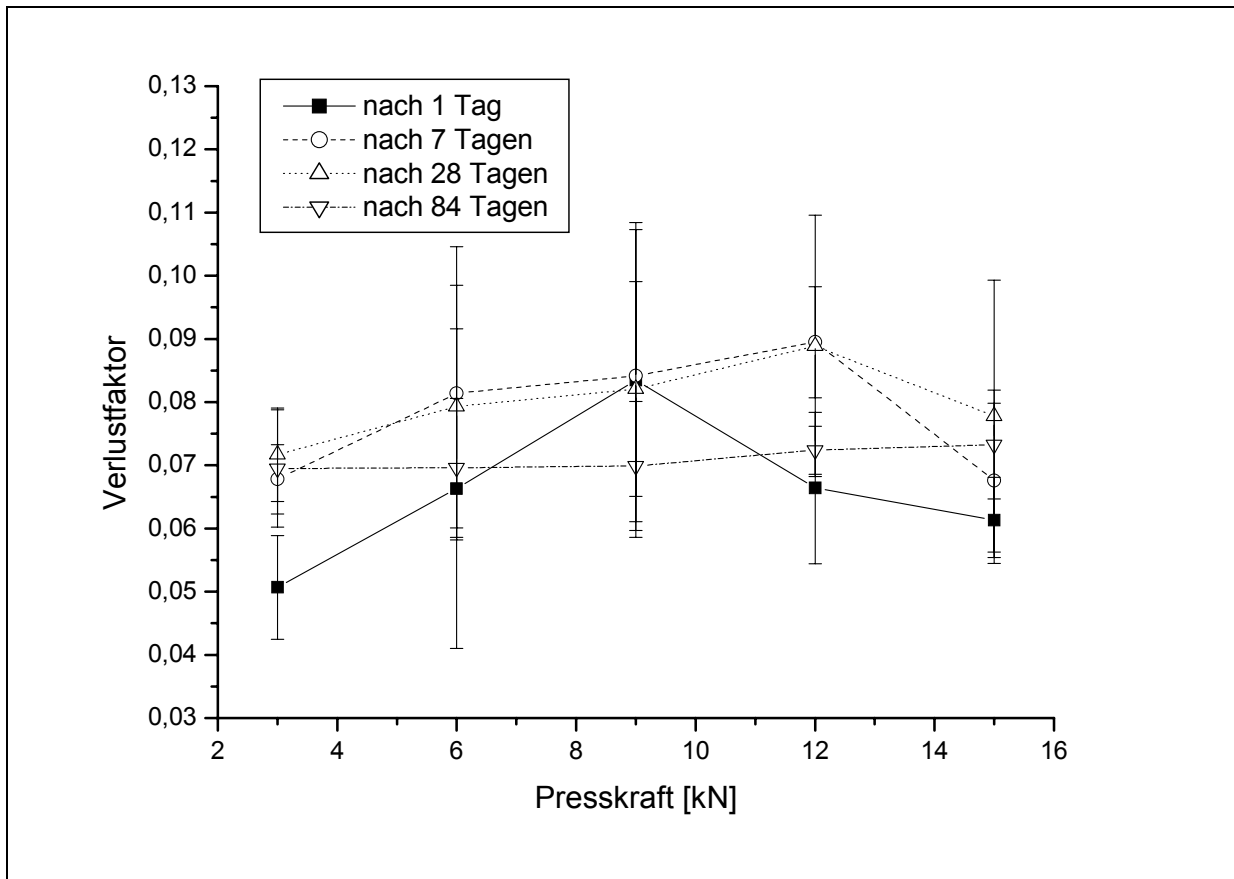 nach 1 Tag
nach 7 Tagen
nach 28 Tagen
nach 84 Tagen
0,13
0,12
0,11
0,10
0,09
0,08
0,07
0,06
0,05
0,04
0,03
Verlustfaktor
2 4 6 8 10 12 14 16
Presskraft [kN]